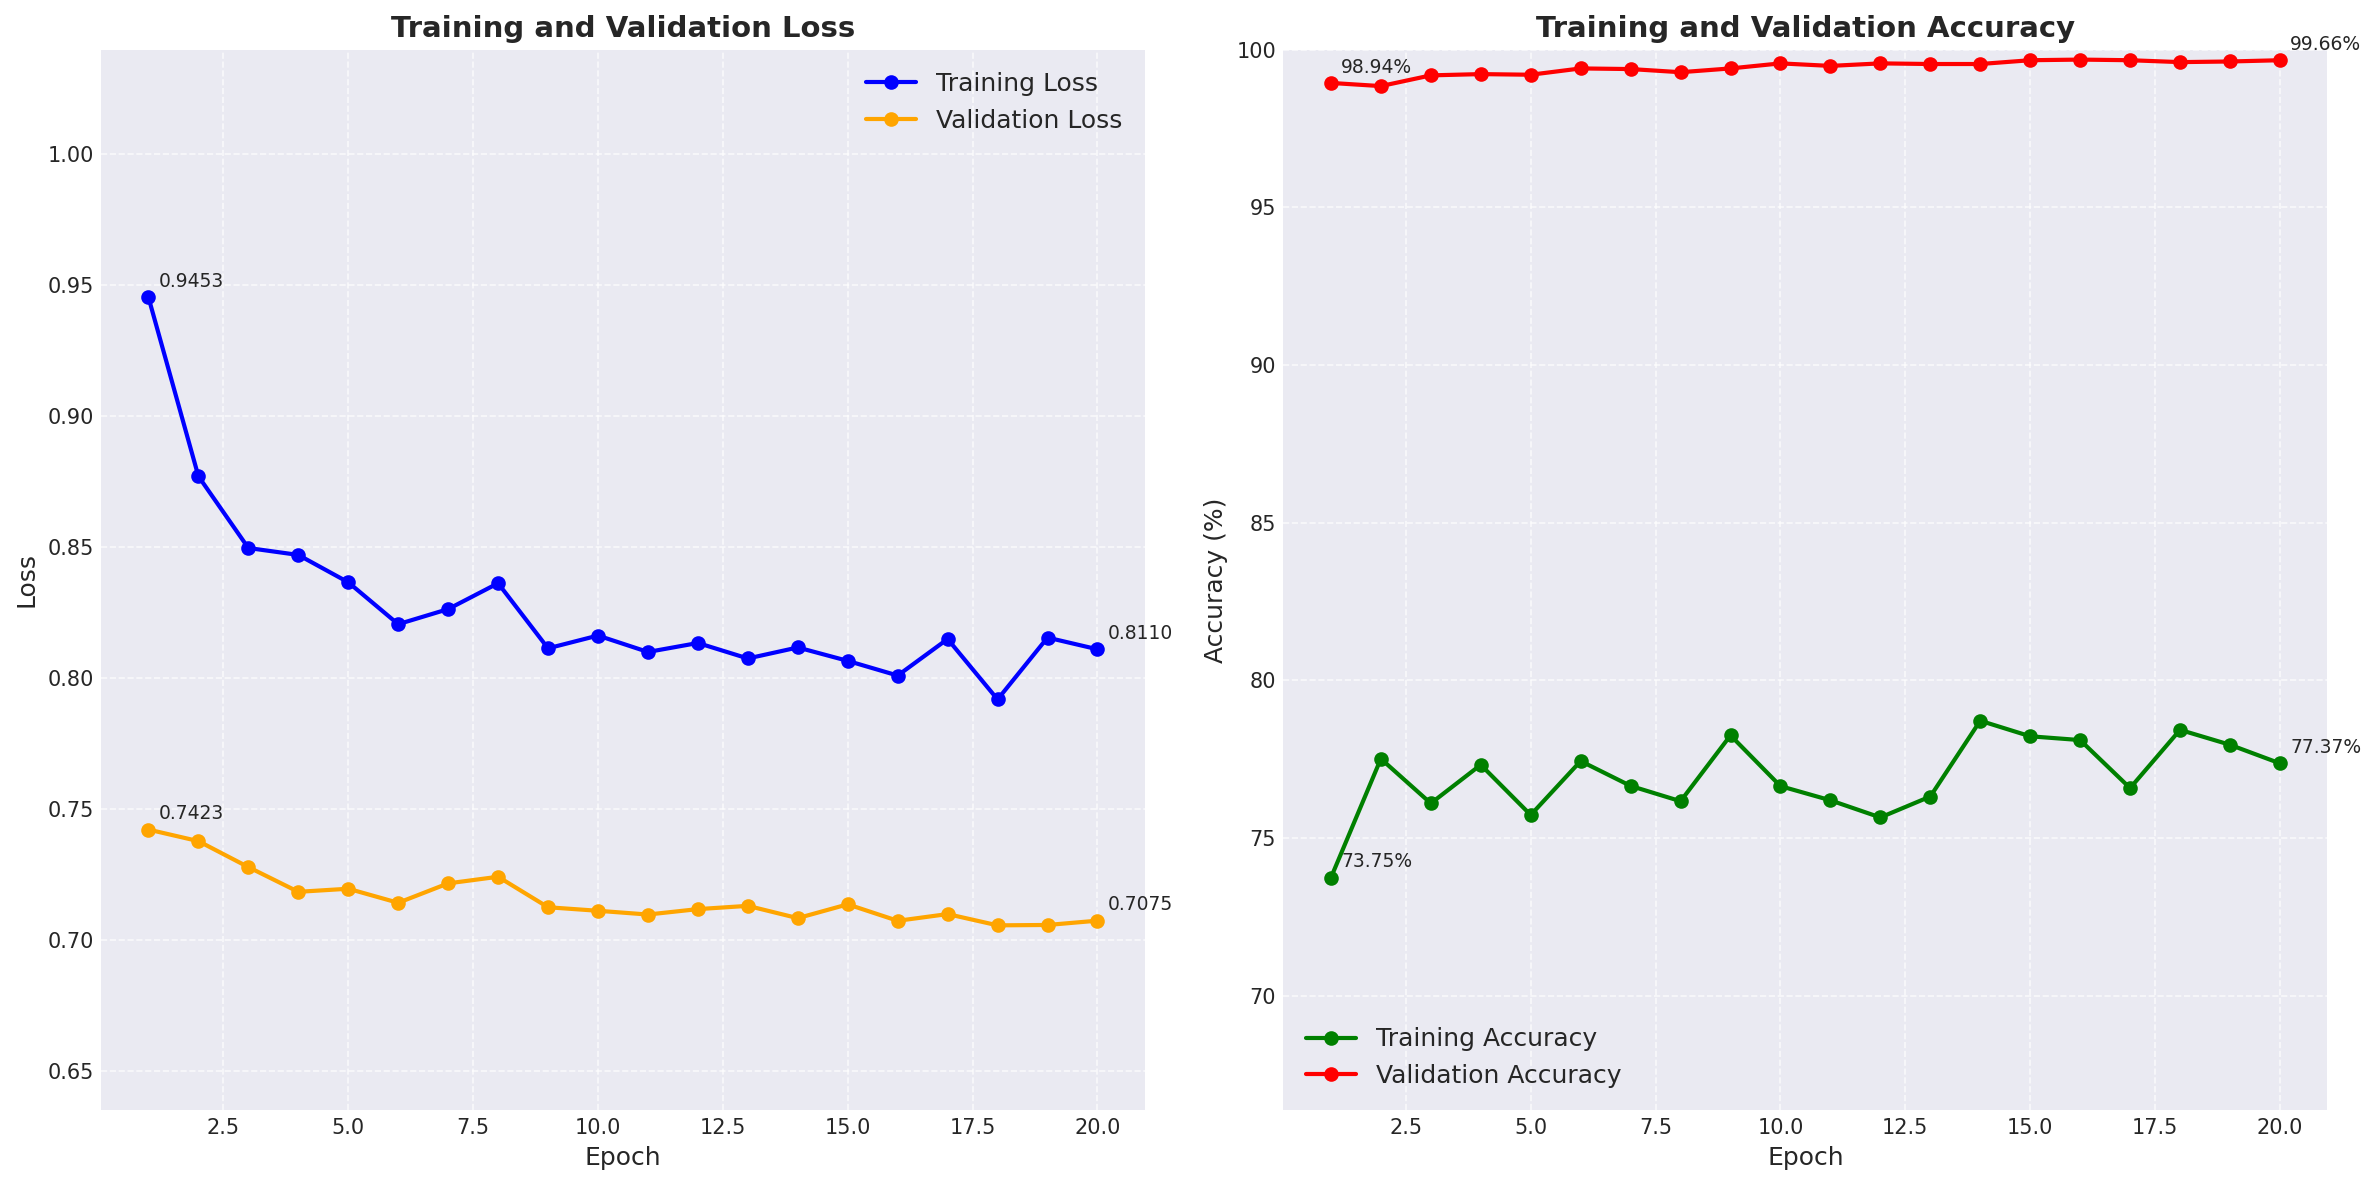 Training and Validation Loss
Training Loss
Validation Loss
1.00
0.95
0.90
0.85
0.80
0.75
0.70
0.65
0.9453
0.8110
0.7423
0.7075
Loss
2.5 5.0 7.5 10.0 12.5 15.0 17.5 20.0
Epoch
Training and Validation Accuracy
100
95
90
85
80
75
70
98.94%
99.66%
77.37%
73.75%
Accuracy (%)
Training Accuracy
Validation Accuracy
2.5 5.0 7.5 10.0 12.5 15.0 17.5 20.0
Epoch